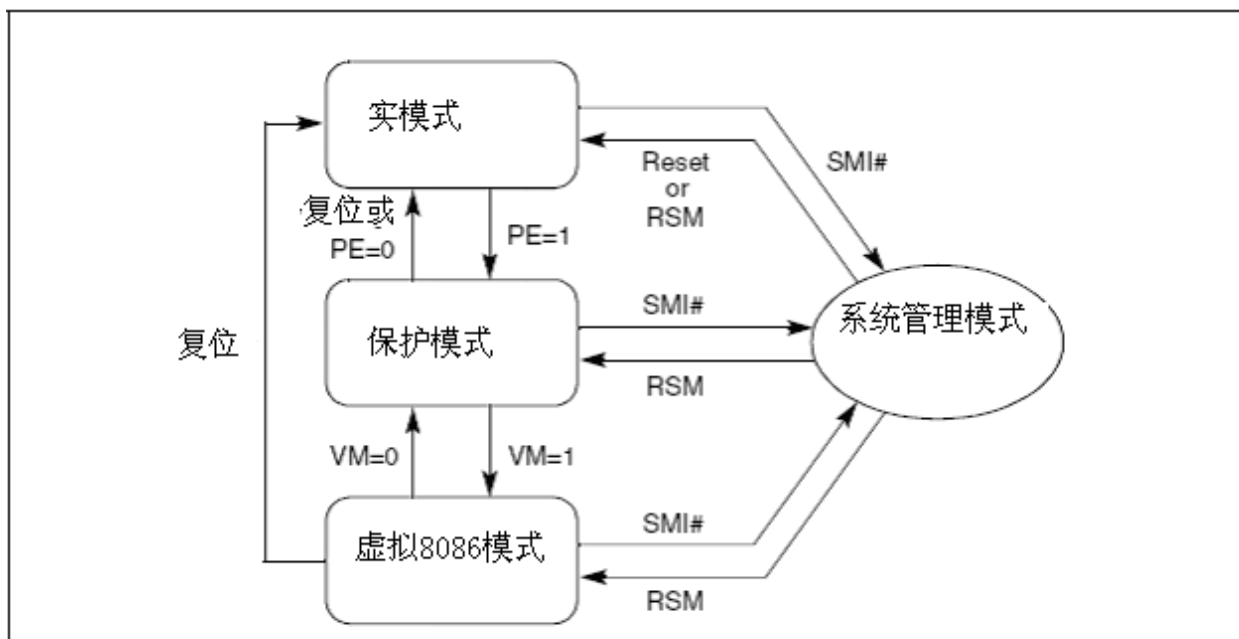 实模式
SMI#
Reset
or
RSM
复位或
PE=0
PE=1
系统管理模式
SMI#
保护模式
复位
RSM
VM=0
VM=1
SMI#
虚拟8086模式
RSM